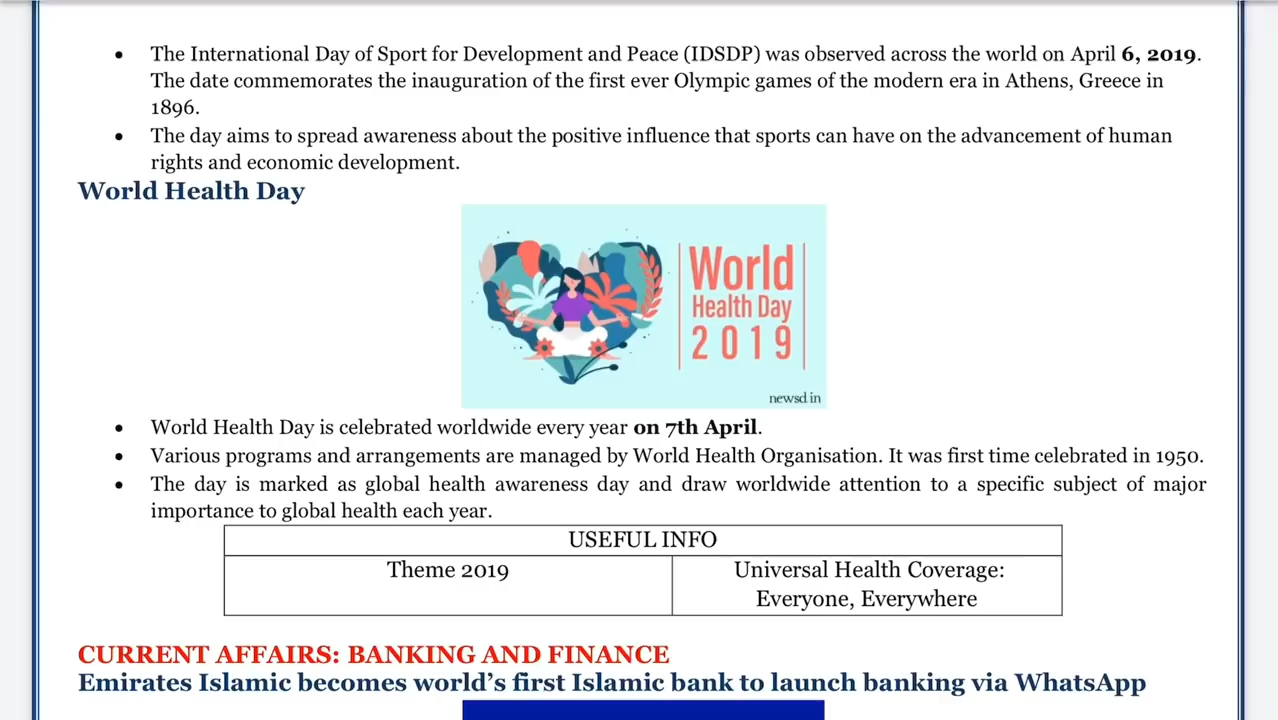 • The International Day of Sport for Development and Peace (IDSDP) was observed across the world on April 6, 2019.
The date commemorates the inauguration of the first ever Olympic games of the modern era in Athens, Greece in
1896.
• The day aims to spread awareness about the positive influence that sports can have on the advancement of human
rights and economic development.
World Health Day
World
Health Day
2019
newsd.in
• World Health Day is celebrated worldwide every year on 7th April.
• Various programs and arrangements are managed by World Health Organisation. It was first time celebrated in 1950.
• The day is marked as global health awareness day and draw worldwide attention to a specific subject of major
importance to global health each year.
USEFUL INFO
Theme 2019
Universal Health Coverage:
Everyone, Everywhere
CURRENT AFFAIRS: BANKING AND FINANCE
Emirates Islamic becomes world's first Islamic bank to launch banking via WhatsApp